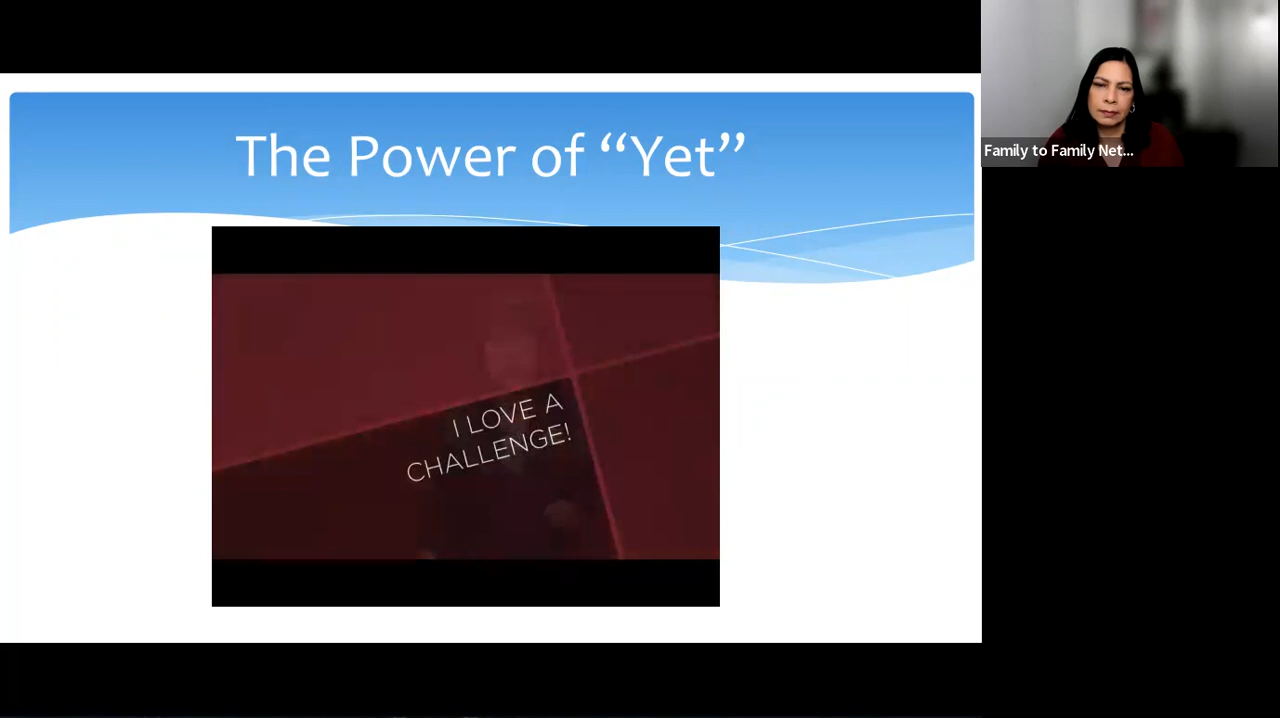 The Power of “Yet”
I LOVE A
CHALLENGE!
Family to Family Net...